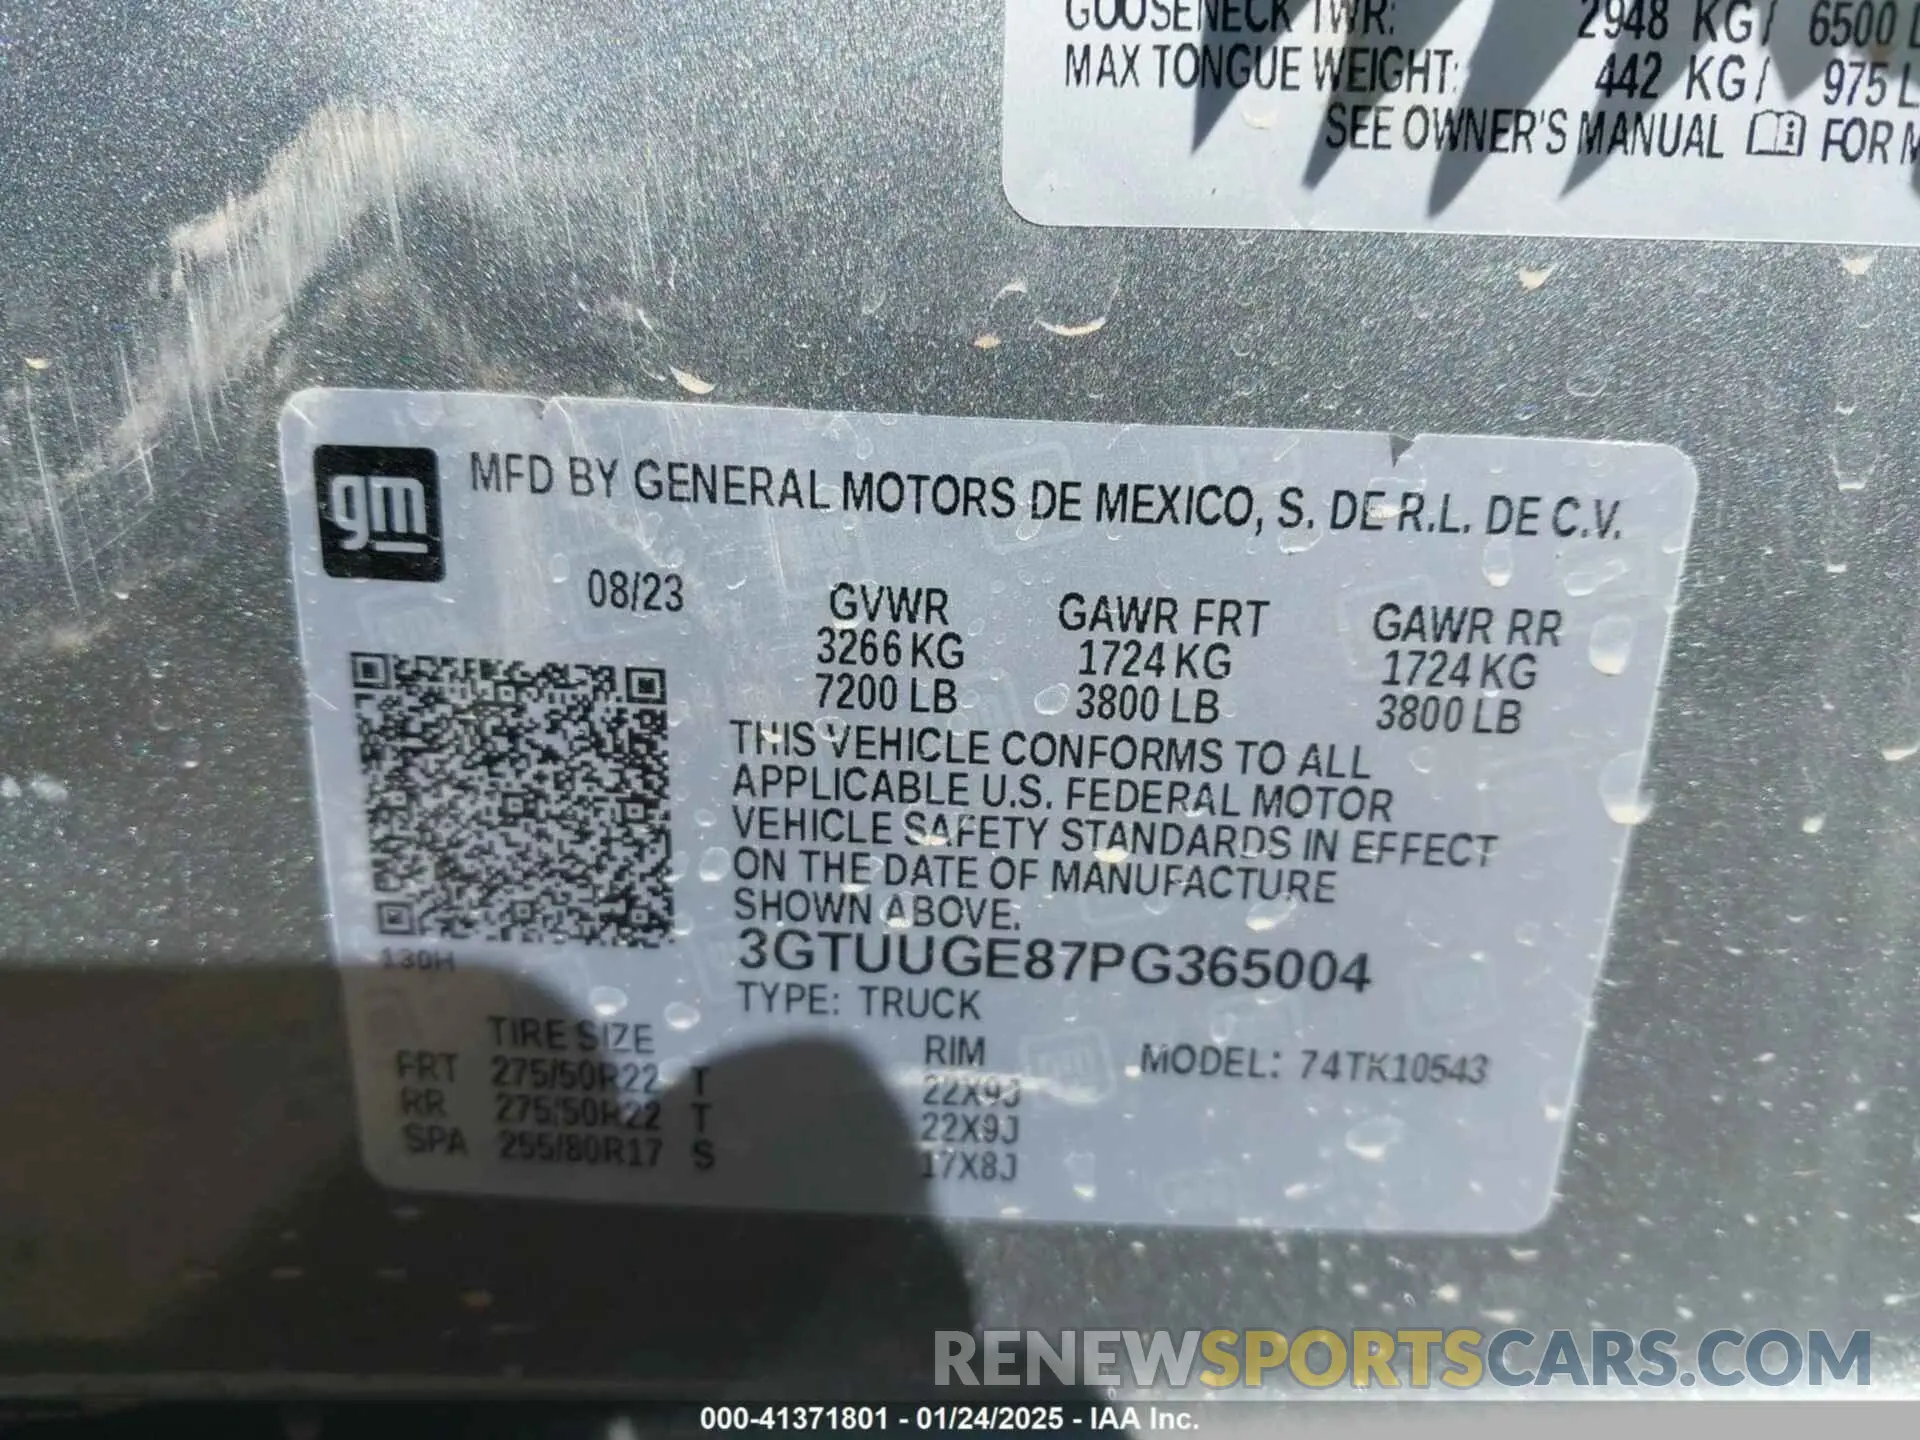 GOOSENECK TWR: 2948 KG/ 6500 L
MAX TONGUE WEIGHT: 442 KG/ 975 L
SEE OWNER'S MANUAL FOR M
gm
MFD BY GENERAL MOTORS DE MEXICO, S. DE R.L. DE C.V.
08/23 GVWR GAWR FRT GAWR RR
3266 KG 1724 KG 1724 KG
7200 LB 3800 LB 3800 LB
THIS VEHICLE CONFORMS TO ALL
APPLICABLE U.S. FEDERAL MOTOR
VEHICLE SAFETY STANDARDS IN EFFECT
ON THE DATE OF MANUFACTURE
SHOWN ABOVE.
130H
3GTUUGE87PG365004
TYPE: TRUCK
TIRE SIZE RIM MODEL: 74TK10543
FRT 275/50R22 T 22X9J
RR 275/50R22 T 22X9J
SPA 255/80R17 S 17X8J
RENEWSPORTSCARS.COM
000-41371801 - 01/24/2025 - IAA Inc.